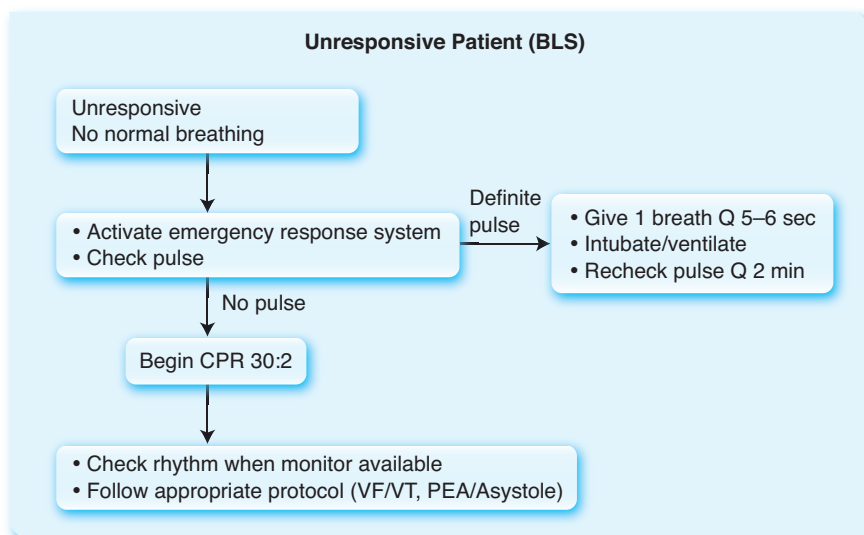 Unresponsive Patient (BLS)
Unresponsive
No normal breathing
• Activate emergency response system
• Check pulse
Definite
pulse
• Give 1 breath Q 5–6 sec
• Intubate/ventilate
• Recheck pulse Q 2 min
No pulse
Begin CPR 30:2
• Check rhythm when monitor available
• Follow appropriate protocol (VF/VT, PEA/Asystole)